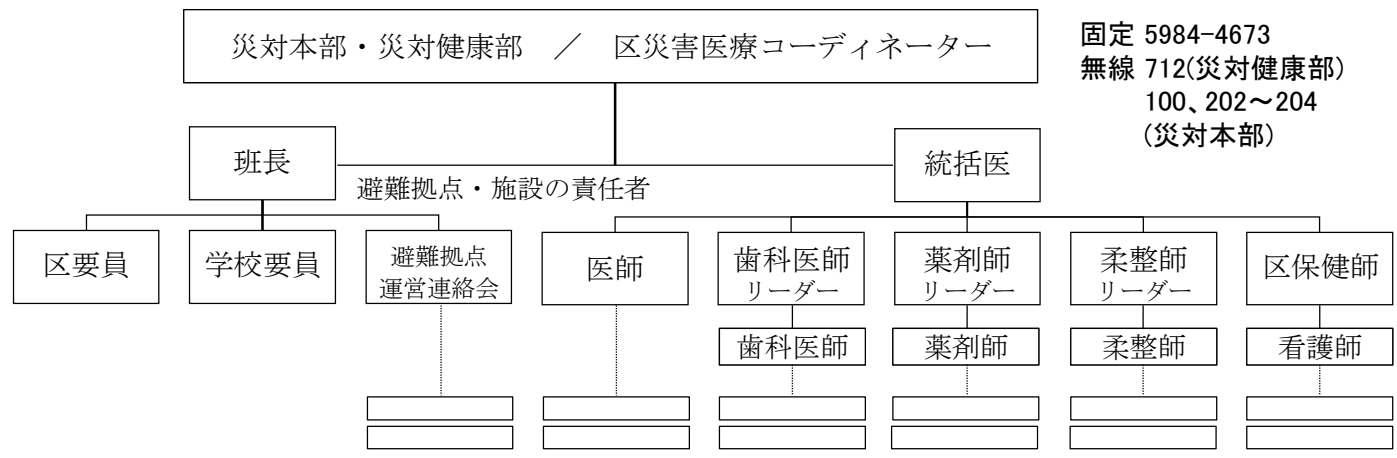 災対本部・災対健康部 ／ 区災害医療コーディネーター
固定 5984-4673
無線 712(災対健康部)
100、202～204
(災対本部)
班長
統括医
避難拠点・施設の責任者
区要員
学校要員
避難拠点
運営連絡会
医師
歯科医師
リーダー
薬剤師
リーダー
柔整師
リーダー
区保健師
歯科医師
薬剤師
柔整師
看護師